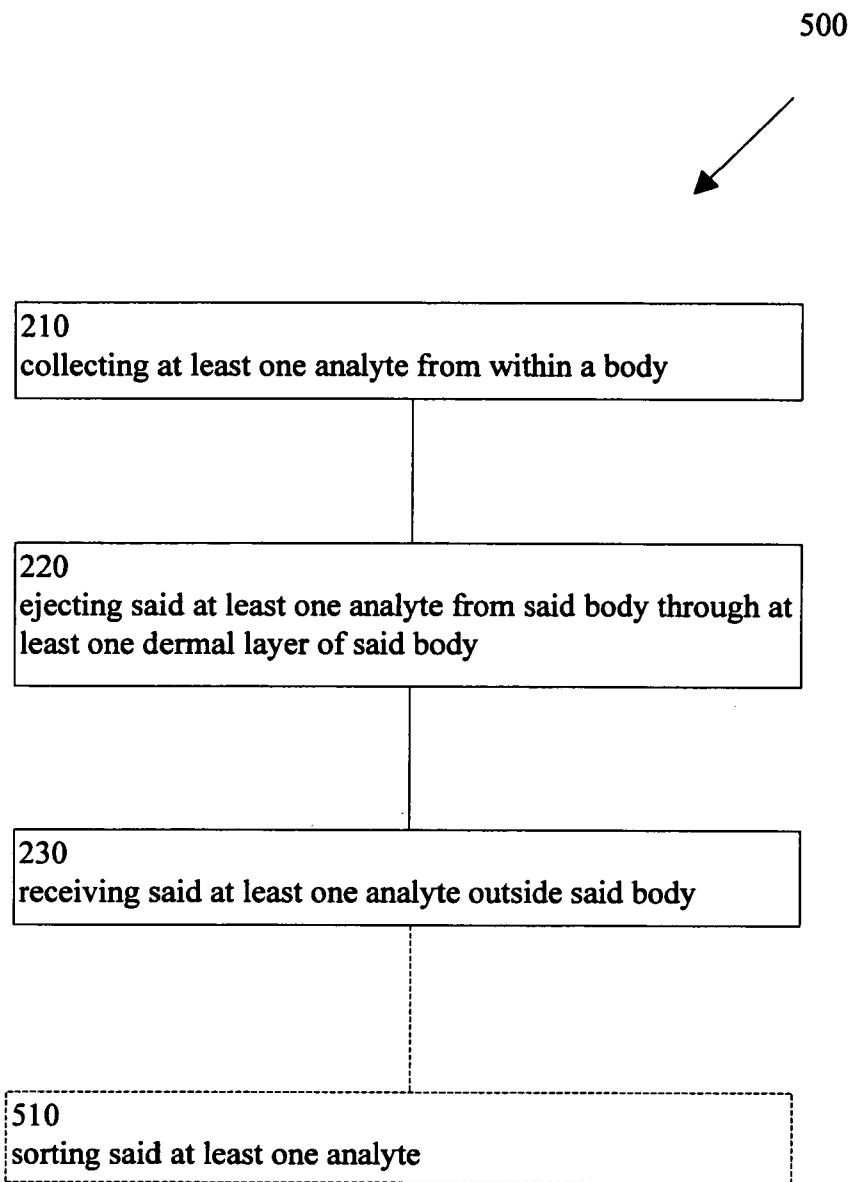 500
210
collecting at least one analyte from within a body
220
ejecting said at least one analyte from said body through at
least one dermal layer of said body
230
receiving said at least one analyte outside said body
510
sorting said at least one analyte